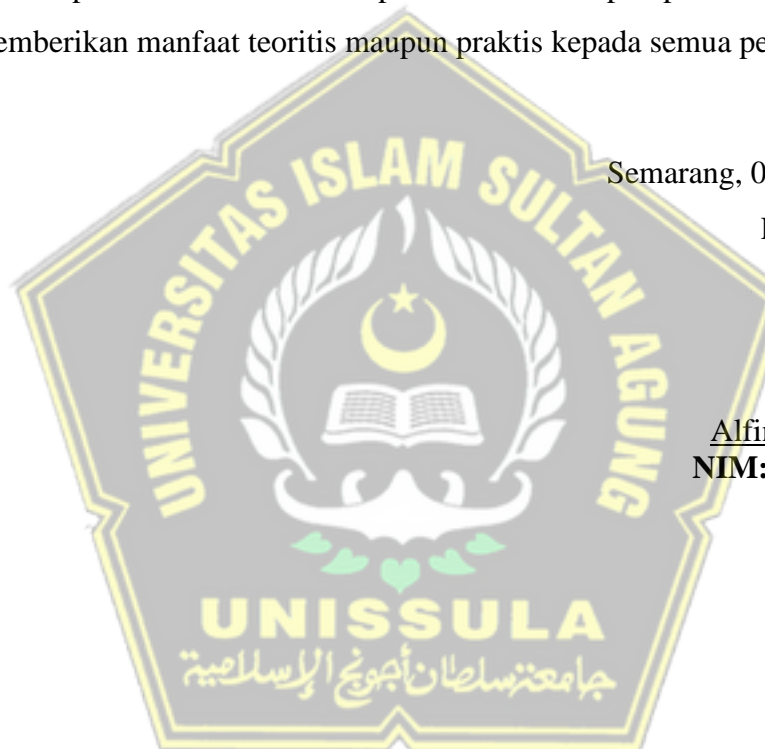 emberikan manfaat teoritis maupun praktis kepada semua pe
Semarang, 0
UNIVERSITAS ISLAM SULTAN AGUNG
Alfi
NIM:
UNISSULA
جامعة سلطان أجونج الإسلامية